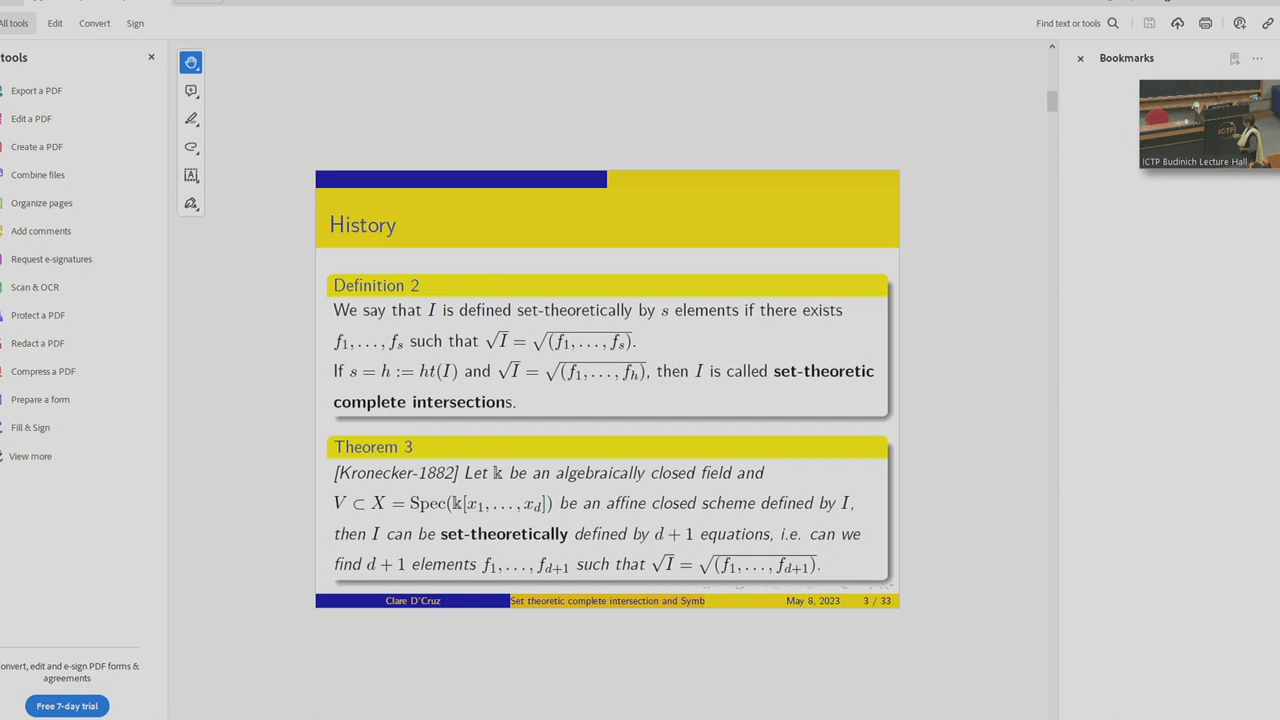 All tools
Edit
Convert
Sign
Find text or tools
tools
Bookmarks
Export a PDF
Edit a PDF
Create a PDF
Combine files
Organize pages
Add comments
Request e-signatures
Scan & OCR
Protect a PDF
Redact a PDF
Compress a PDF
Prepare a form
Fill & Sign
View more
Convert, edit and e-sign PDF forms &
agreements
Free 7-day trial
ICTP
ICTP Budinich Lecture Hall
History
Definition 2
We say that I is defined set-theoretically by s elements if there exists
f₁, . . . , fₛ such that √I = √(f₁, . . . , fₛ).
If s = h := ht(I) and √I = √(f₁, . . . , fₕ), then I is called set-theoretic
complete intersections.
Theorem 3
[Kronecker-1882] Let 𝕜 be an algebraically closed field and
V ⊂ X = Spec(𝕜[x₁, . . . , x_d]) be an affine closed scheme defined by I,
then I can be set-theoretically defined by d + 1 equations, i.e. can we
find d + 1 elements f₁, . . . , f_{d+1} such that √I = √(f₁, . . . , f_{d+1}).
Clare D'Cruz
Set theoretic complete intersection and Symb
May 8, 2023
3 / 33